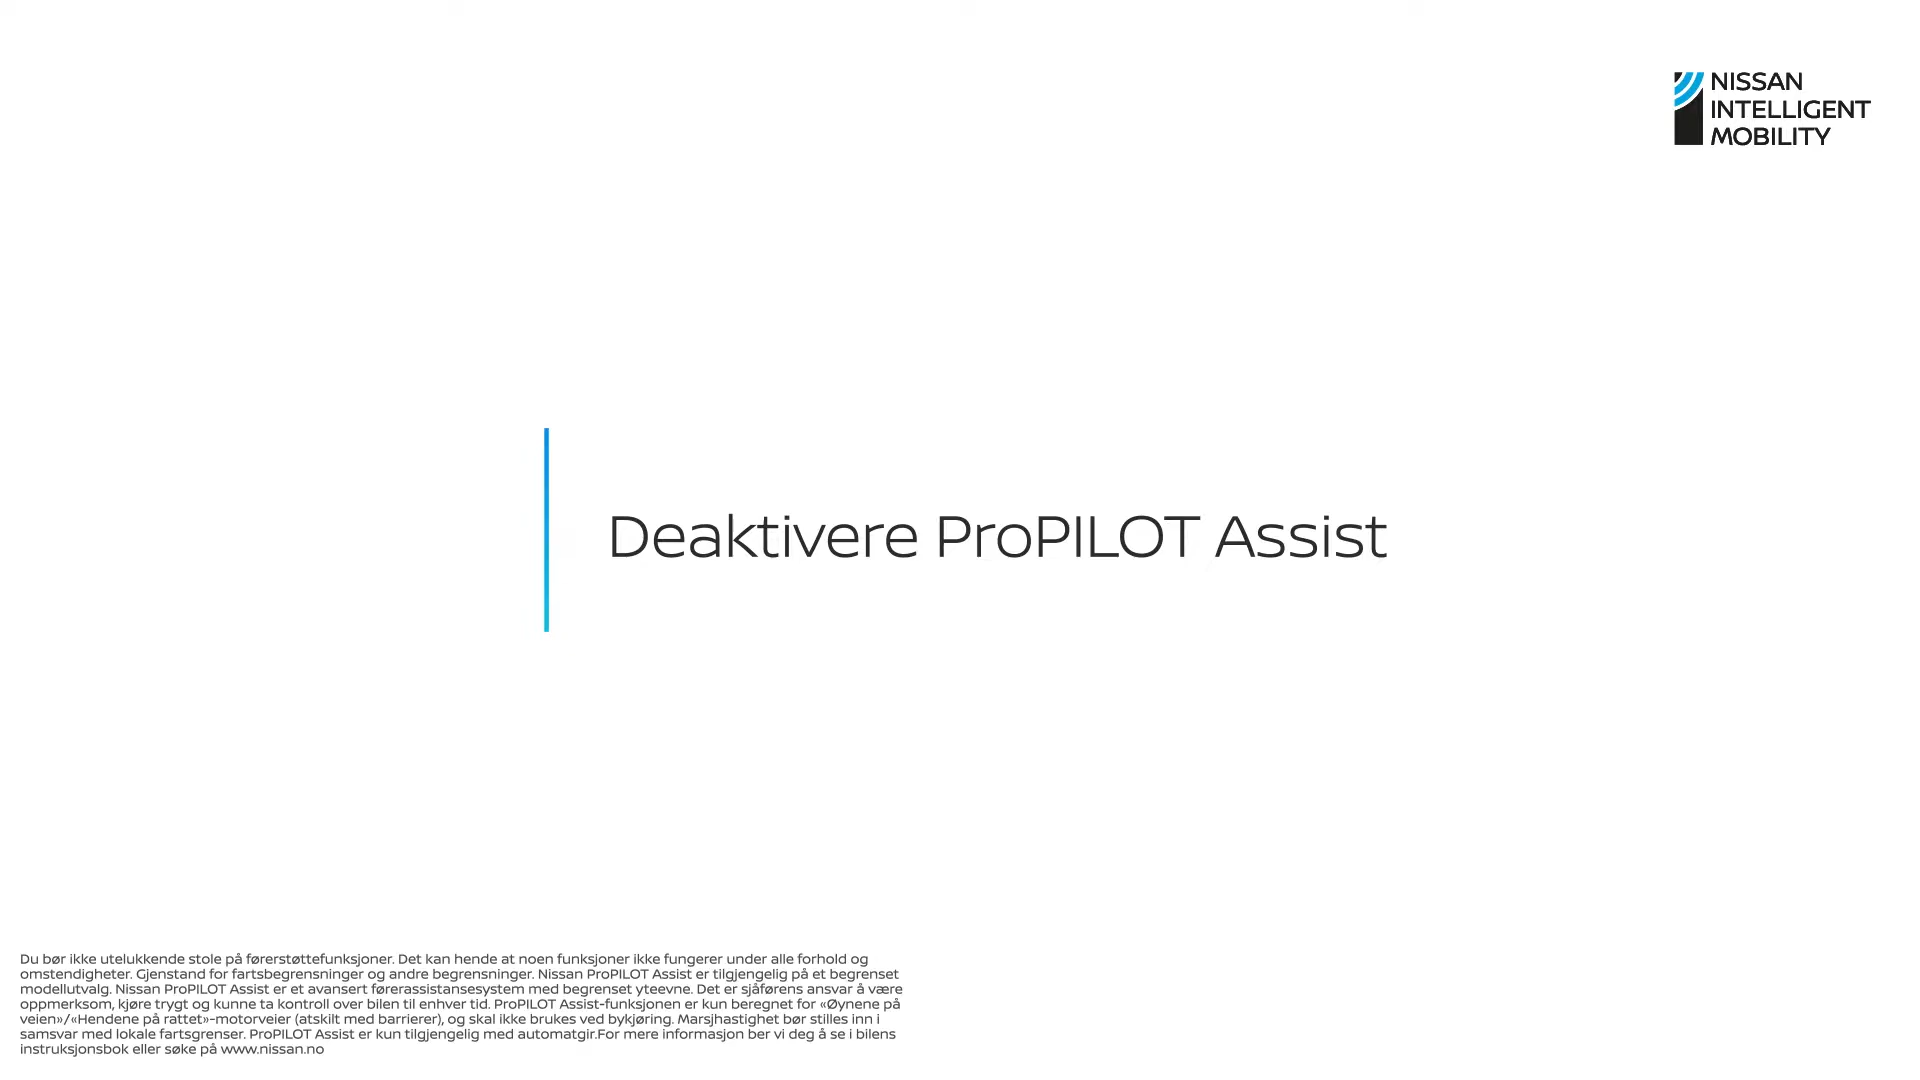 NISSAN
INTELLIGENT
MOBILITY
Deaktivere ProPILOT Assist
Du bør ikke utelukkende stole på førerstøttefunksjoner. Det kan hende at noen funksjoner ikke fungerer under alle forhold og
omstendigheter. Gjenstand for fartsbegrensninger og andre begrensninger. Nissan ProPILOT Assist er tilgjengelig på et begrenset
modellutvalg. Nissan ProPILOT Assist er et avansert førerassistansesystem med begrenset yteevne. Det er sjåførens ansvar å være
oppmerksom, kjøre trygt og kunne ta kontroll over bilen til enhver tid. ProPILOT Assist-funksjonen er kun beregnet for «Øynene på
veien»/«Hendene på rattet»-motorveier (atskilt med barrierer), og skal ikke brukes ved bykjøring. Marsjhastighet bør stilles inn i
samsvar med lokale fartsgrenser. ProPILOT Assist er kun tilgjengelig med automatgir.For mere informasjon ber vi deg å se i bilens
instruksjonsbok eller søke på www.nissan.no